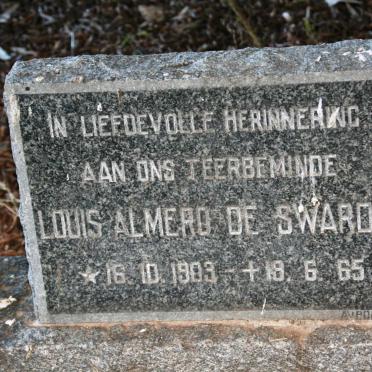 IN LIEFDEVOLLE HERINNERING
AAN ONS TEERBEMINDE
LOUIS ALMERO DE SWARD
★ 16. 10. 1903 - ✝ 18. 6. 65